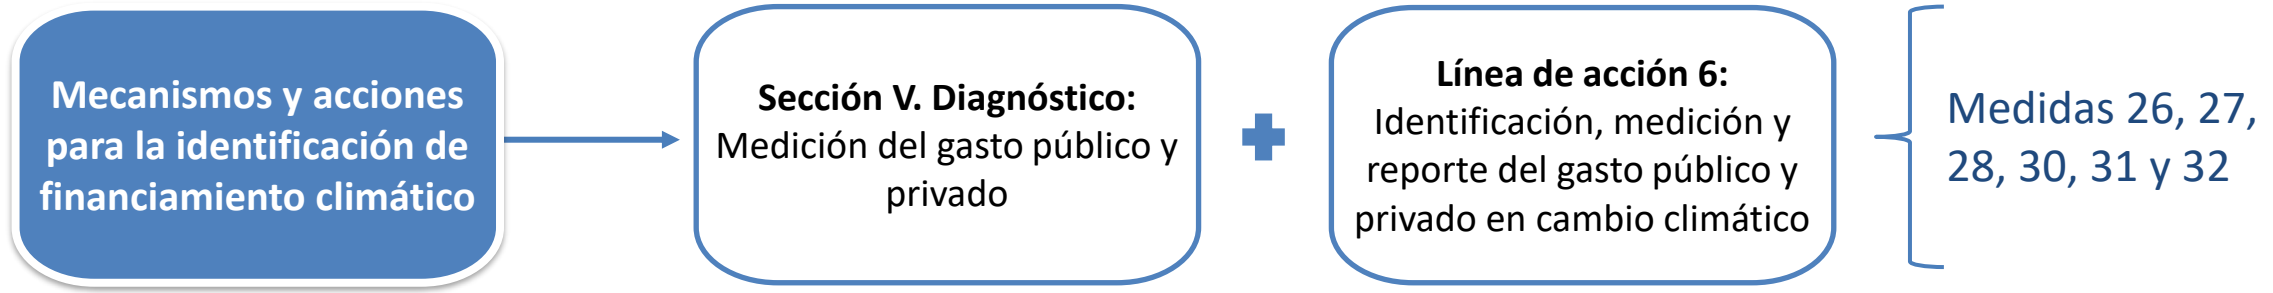 Mecanismos y acciones
para la identificación de
financiamiento climático
Sección V. Diagnóstico:
Medición del gasto público y
privado
Línea de acción 6:
Identificación, medición y
reporte del gasto público y
privado en cambio climático
Medidas 26, 27,
28, 30, 31 y 32